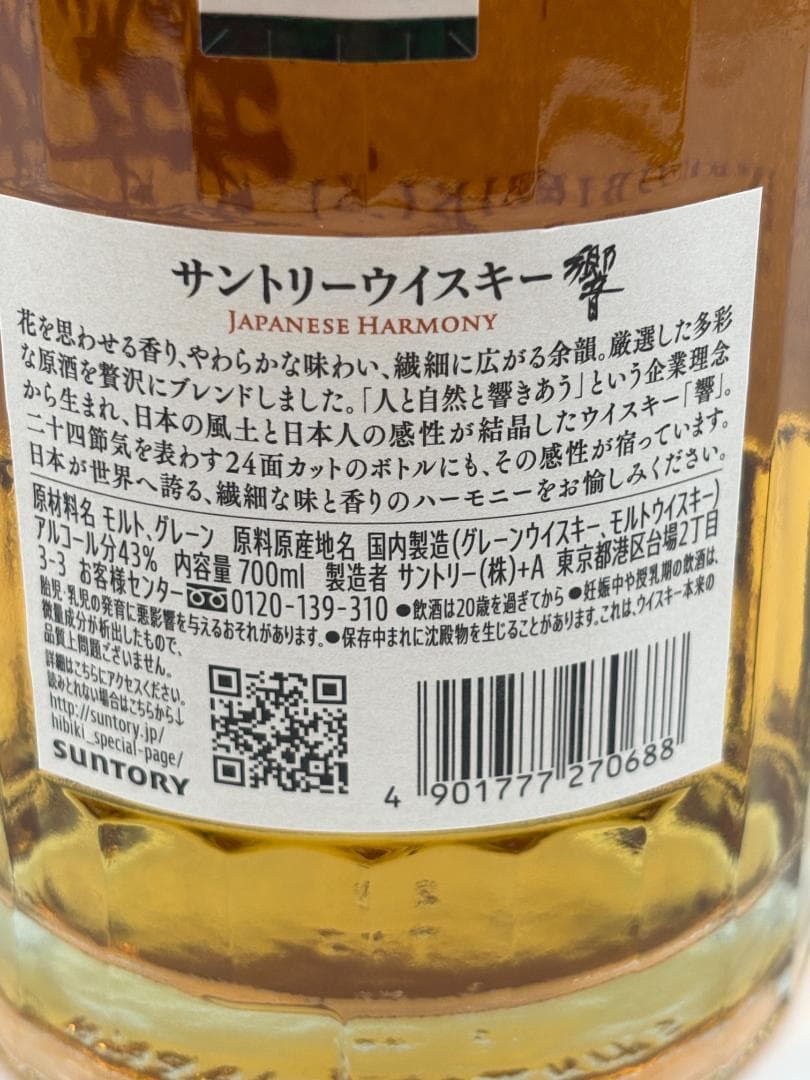 サントリーウイスキー 響
JAPANESE HARMONY
花を思わせる香り、やわらかな味わい、繊細に広がる余韻。厳選した多彩
な原酒を贅沢にブレンドしました。「人と自然と響きあう」という企業理念
から生まれ、日本の風土と日本人の感性が結晶したウイスキー「響」。
二十四節気を表わす24面カットのボトルにも、その感性が宿っています。
日本が世界へ誇る、繊細な味と香りのハーモニーをお愉しみください。
原材料名 モルト、グレーン 原料原産地名 国内製造(グレーンウイスキー、モルトウイスキー)
アルコール分43% 内容量 700ml 製造者 サントリー(株)+A 東京都港区台場2丁目
3-3 お客様センター 0120-139-310 ●飲酒は20歳を過ぎてから ●妊娠中や授乳期の飲酒は、
胎児・乳児の発育に悪影響を与えるおそれがあります。●保存中まれに沈殿物を生じることがあります。これは、ウイスキー本来の
微量成分が析出したもので、
品質上問題ございません。
詳細はこちらにアクセスください。
読みとれない場合はこちらから↓
http://suntory.jp/
hibiki_special-page/
SUNTORY
4 901777 270688